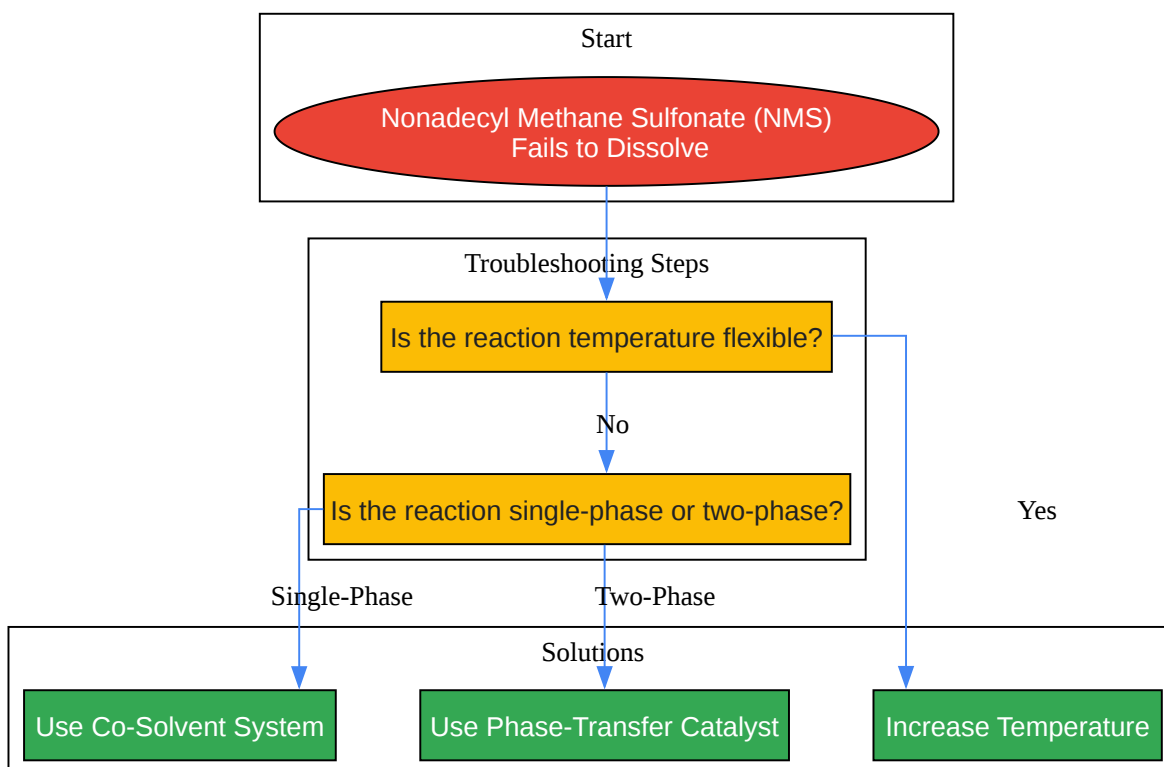 Start
Nonadecyl Methane Sulfonate (NMS)
Fails to Dissolve
Troubleshooting Steps
Is the reaction temperature flexible?
No
Is the reaction single-phase or two-phase?
Yes
Single-Phase
Two-Phase
Solutions
Use Co-Solvent System
Use Phase-Transfer Catalyst
Increase Temperature